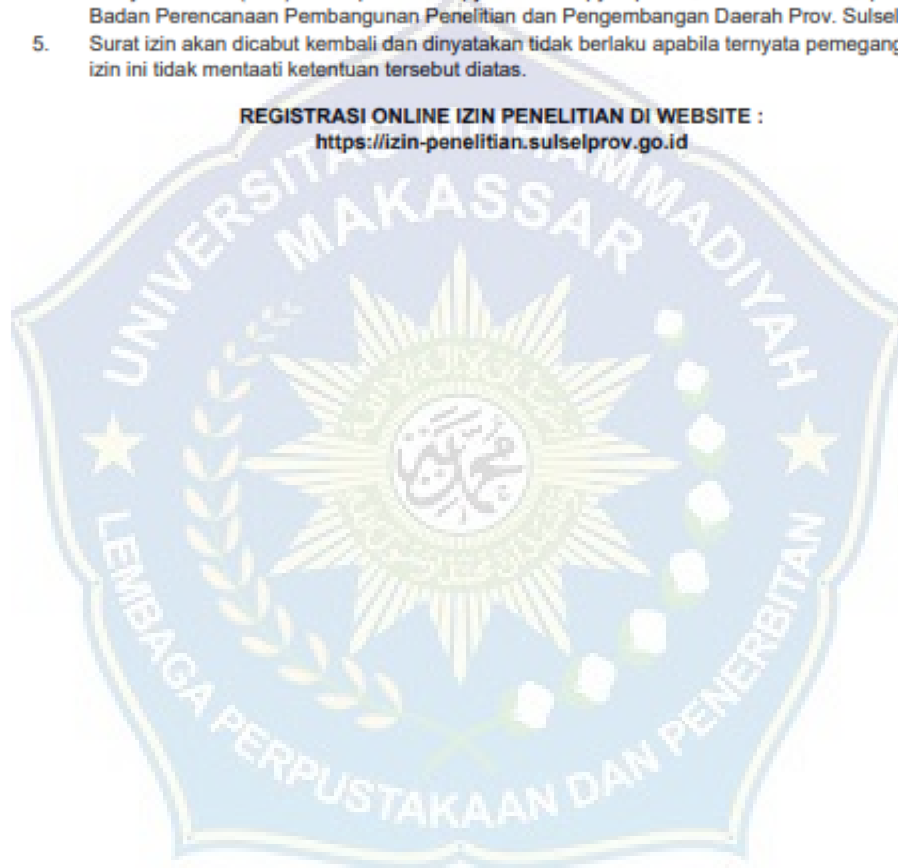 Badan Perencanaan Pembangunan Penelitian dan Pengembangan Daerah Prov. Sulsel
5. Surat izin akan dicabut kembali dan dinyatakan tidak berlaku apabila ternyata pemegang
izin ini tidak mentaati ketentuan tersebut diatas.
REGISTRASI ONLINE IZIN PENELITIAN DI WEBSITE :
https://izin-penelitian.sulselprov.go.id
UNIVERSITAS MUHAMMADIYAH
MAKASSAR
LEMBAGA PERPUSTAKAAN DAN PENERBITAN